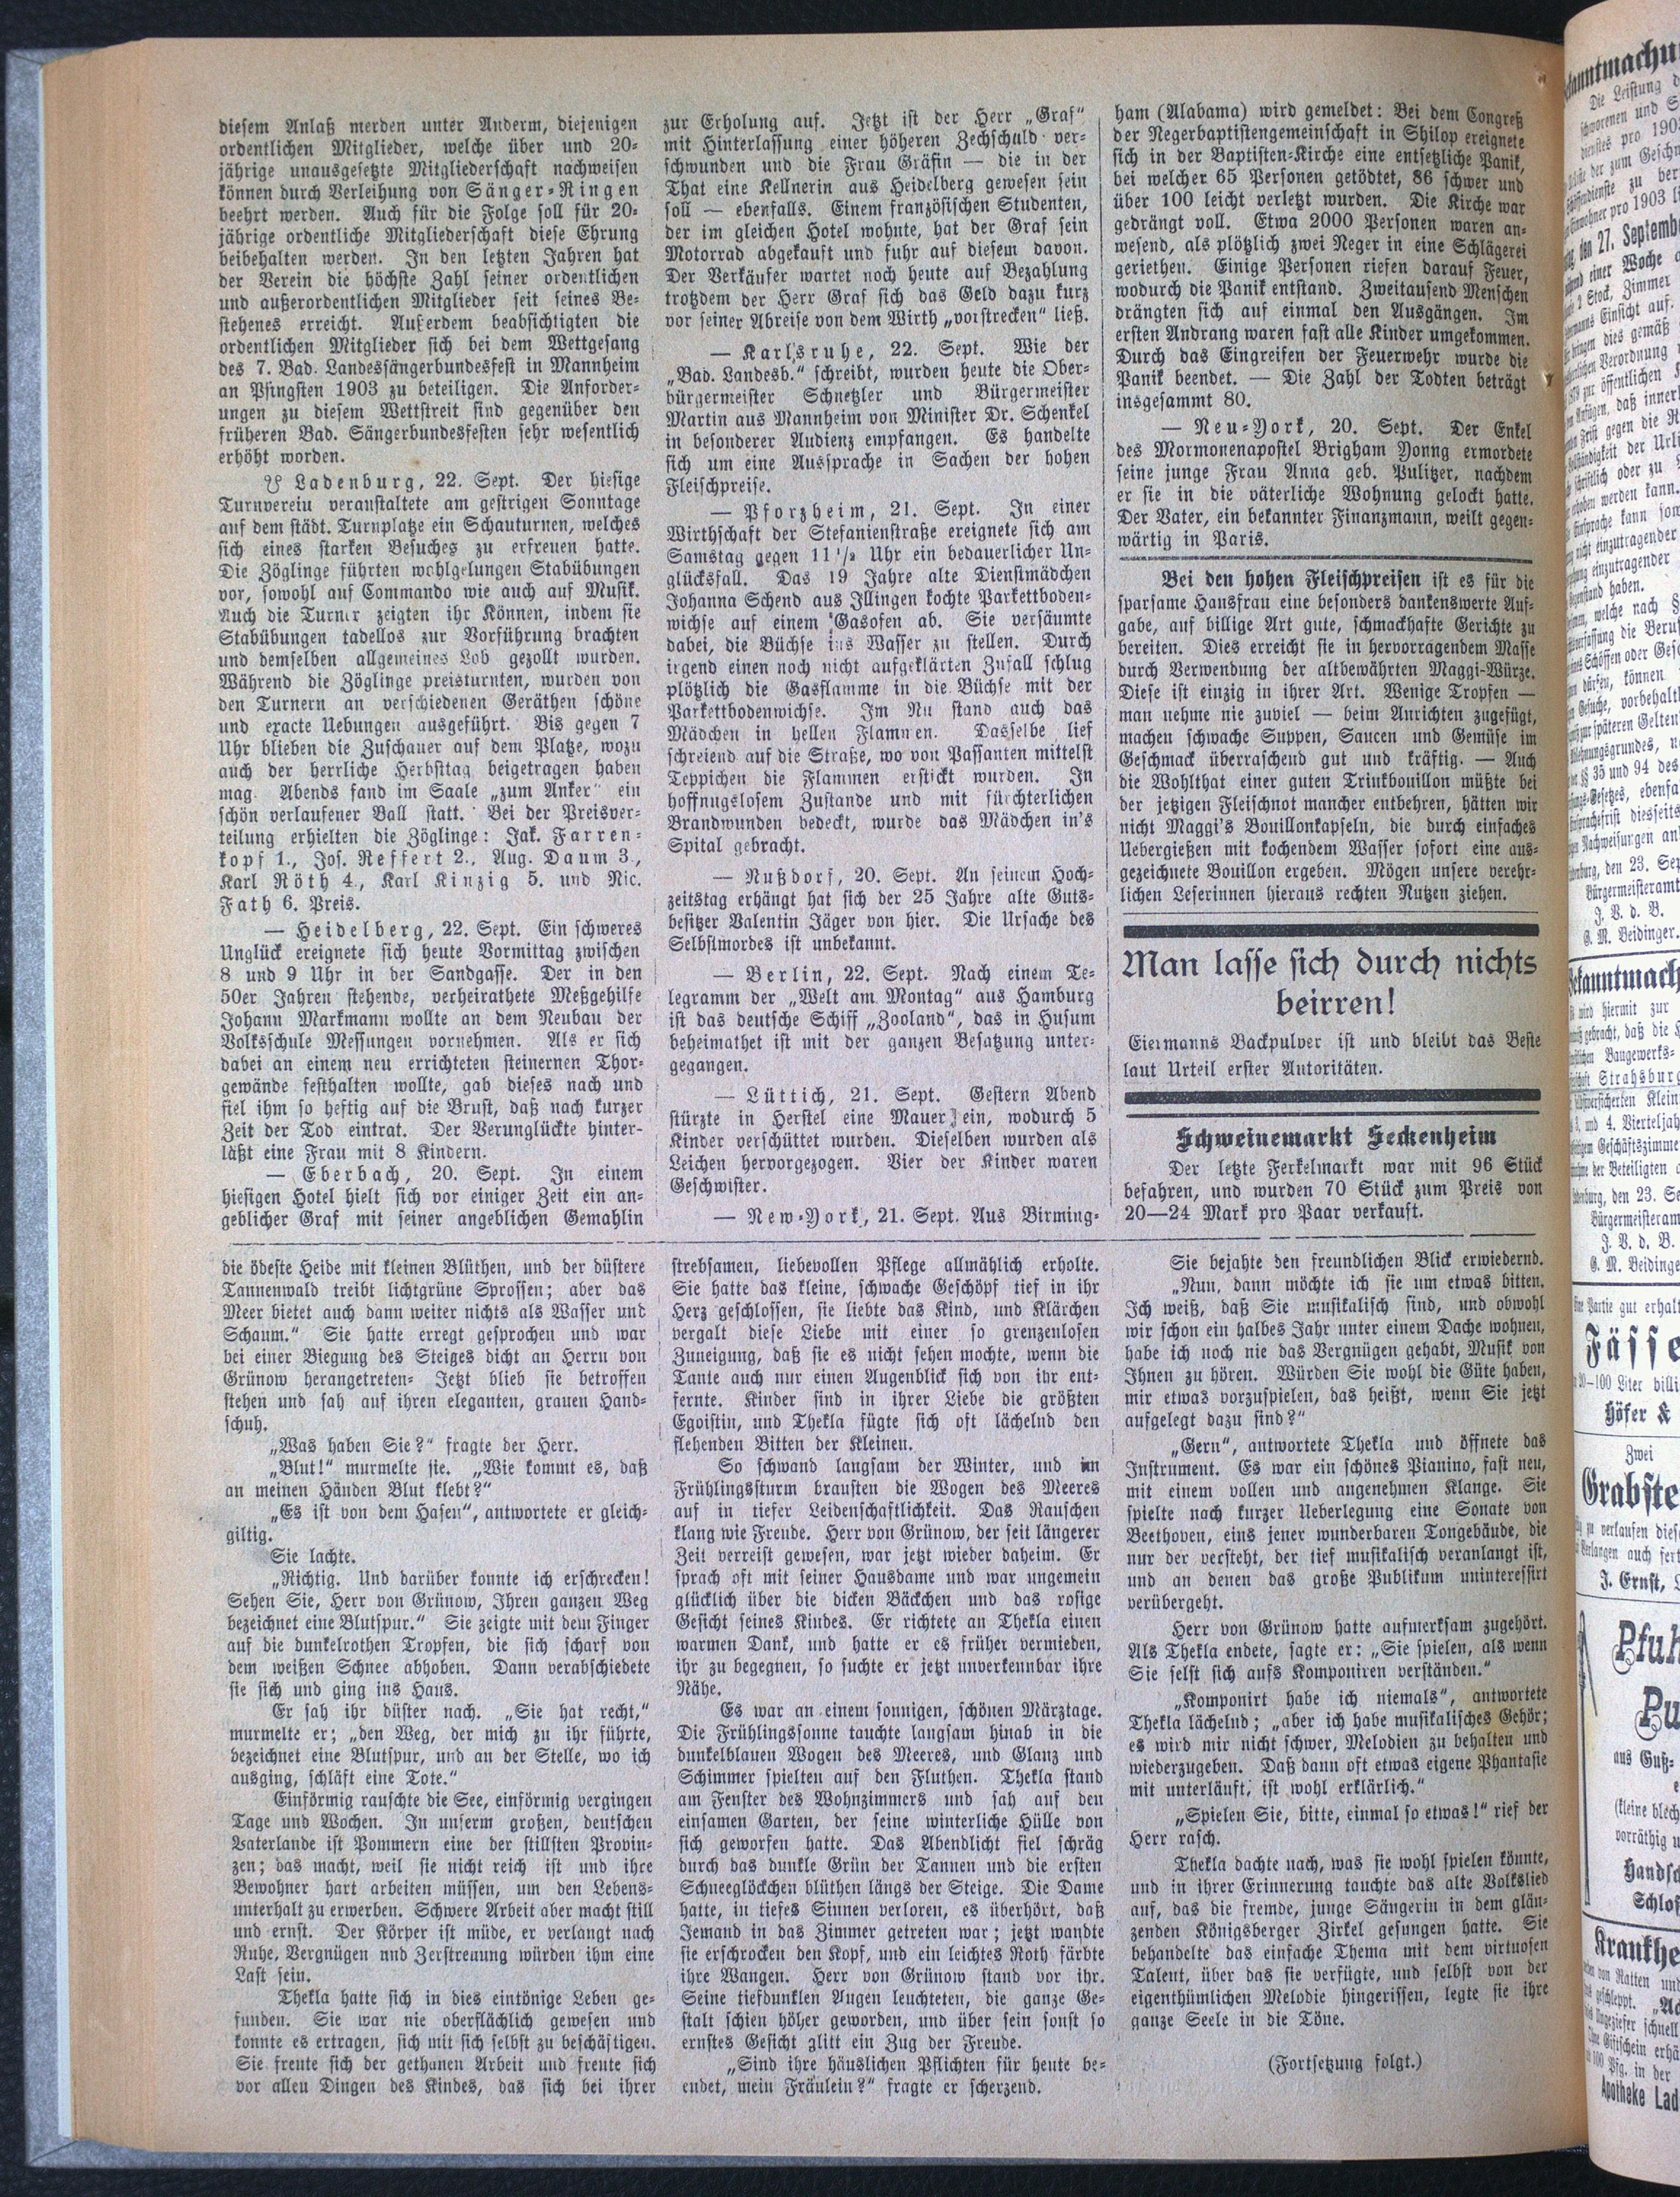 diesem Anlaß merden unter Anderm, diejenigen
ordentlichen Mitglieder, welche über und 20-
jährige unausgesetzte Mitgliederschaft nachweisen
können durch Verleihung von Sänger-Ringen
beehrt werden. Auch für die Folge soll für 20-
jährige ordentliche Mitgliederschaft diese Ehrung
beibehalten werden. In den letzten Jahren hat
der Verein die höchste Zahl seiner ordentlichen
und außerordentlichen Mitglieder seit seines Be-
stehenes erreicht. Außerdem beabsichtigten die
ordentlichen Mitglieder sich bei dem Wettgesang
des 7. Bad. Landessängerbundesfest in Mannheim
an Pfingsten 1903 zu beteiligen. Die Anforder-
ungen zu diesem Wettstreit sind gegenüber den
früheren Bad. Sängerbundesfesten sehr wesentlich
erhöht worden.
Ladenburg, 22. Sept. Der hiesige
Turnvereiu veranstaltete am gestrigen Sonntage
auf dem städt. Turnplatze ein Schauturnen, welches
sich eines starken Besuches zu erfreuen hatte.
Die Zöglinge führten wohlgelungen Stabübungen
vor, sowohl auf Commando wie auch auf Musik.
Auch die Turner zeigten ihr Können, indem sie
Stabübungen tadellos zur Vorführung brachten
und demselben allgemeines Lob gezollt wurden.
Während die Zöglinge preisturnten, wurden von
den Turnern an verschiedenen Geräthen schöne
und exacte Uebungen ausgeführt. Bis gegen 7
Uhr blieben die Zuschauer auf dem Platze, wozu
auch der herrliche Herbsttag beigetragen haben
mag. Abends fand im Saale „zum Anker" ein
schön verlaufener Ball statt. Bei der Preisver-
teilung erhielten die Zöglinge: Jak. Farren-
kopf 1., Jos. Reffert 2., Aug. Daum 3.,
Karl Röth 4., Karl Kinzig 5. und Nic.
Fath 6. Preis.
— Heidelberg, 22. Sept. Ein schweres
Unglück ereignete sich heute Vormittag zwischen
8 und 9 Uhr in der Sandgasse. Der in den
50er Jahren stehende, verheirathete Meßgehilfe
Johann Markmann wollte an dem Neubau der
Volksschule Messungen vornehmen. Als er sich
dabei an einem neu errichteten steinernen Thor-
gewände festhalten wollte, gab dieses nach und
fiel ihm so heftig auf die Brust, daß nach kurzer
Zeit der Tod eintrat. Der Verunglückte hinter-
läßt eine Frau mit 8 Kindern.
— Eberbach, 20. Sept. In einem
hiesigen Hotel hielt sich vor einiger Zeit ein an-
geblicher Graf mit seiner angeblichen Gemahlin
zur Erholung auf. Jetzt ist der Herr „Graf"
mit Hinterlassung einer höheren Zechschuld ver-
schwunden und die Frau Gräfin — die in der
That eine Kellnerin aus Heidelberg gewesen sein
soll — ebenfalls. Einem französischen Studenten,
der im gleichen Hotel wohnte, hat der Graf sein
Motorrad abgekauft und fuhr auf diesem davon.
Der Verkäufer wartet noch heute auf Bezahlung
trotzdem der Herr Graf sich das Geld dazu kurz
vor seiner Abreise von dem Wirth „vorstrecken" ließ.
— Karlsruhe, 22. Sept. Wie der
„Bad. Landesb." schreibt, wurden heute die Ober-
bürgermeister Schnetzler und Bürgermeister
Martin aus Mannheim von Minister Dr. Schenkel
in besonderer Audienz empfangen. Es handelte
sich um eine Aussprache in Sachen der hohen
Fleischpreise.
— Pforzheim, 21. Sept. In einer
Wirthschaft der Stefanienstraße ereignete sich am
Samstag gegen 11½ Uhr ein bedauerlicher Un-
glücksfall. Das 19 Jahre alte Dienstmädchen
Johanna Schend aus Illingen kochte Parkettboden-
wichse auf einem Gasofen ab. Sie versäumte
dabei, die Büchse ins Wasser zu stellen. Durch
irgend einen noch nicht aufgeklärten Zufall schlug
plötzlich die Gasflamme in die Büchse mit der
Parkettbodenwichse. Im Nu stand auch das
Mädchen in hellen Flammen. Dasselbe lief
schreiend auf die Straße, wo von Passanten mittelst
Teppichen die Flammen erstickt wurden. In
hoffnugslosem Zustande und mit fürchterlichen
Brandwunden bedeckt, wurde das Mädchen in's
Spital gebracht.
— Nußdorf, 20. Sept. An seinem Hoch-
zeitstag erhängt hat sich der 25 Jahre alte Guts-
besitzer Valentin Jäger von hier. Die Ursache des
Selbstmordes ist unbekannt.
— Berlin, 22. Sept. Nach einem Te-
legramm der „Welt am Montag" aus Hamburg
ist das deutsche Schiff „Zooland", das in Husum
beheimathet ist mit der ganzen Besatzung unter-
gegangen.
— Lüttich, 21. Sept. Gestern Abend
stürzte in Herstel eine Mauer ein, wodurch 5
Kinder verschüttet wurden. Dieselben wurden als
Leichen hervorgezogen. Vier der Kinder waren
Geschwister.
— New-York, 21. Sept. Aus Birming-
ham (Alabama) wird gemeldet: Bei dem Congreß
der Negerbaptistengemeinschaft in Shilop ereignete
sich in der Baptisten-Kirche eine entsetzliche Panik,
bei welcher 65 Personen getödtet, 86 schwer und
über 100 leicht verletzt wurden. Die Kirche war
gedrängt voll. Etwa 2000 Personen waren an-
wesend, als plötzlich zwei Neger in eine Schlägerei
geriethen. Einige Personen riefen darauf Feuer,
wodurch die Panik entstand. Zweitausend Menschen
drängten sich auf einmal den Ausgängen. Im
ersten Andrang waren fast alle Kinder umgekommen.
Durch das Eingreifen der Feuerwehr wurde die
Panik beendet. — Die Zahl der Todten beträgt
insgesammt 80.
— Neu-York, 20. Sept. Der Enkel
des Mormonenapostel Brigham Yonng ermordete
seine junge Frau Anna geb. Pulitzer, nachdem
er sie in die väterliche Wohnung gelockt hatte.
Der Vater, ein bekannter Finanzmann, weilt gegen-
wärtig in Paris.
Bei den hohen Fleischpreisen ist es für die
sparsame Hausfrau eine besonders dankenswerte Auf-
gabe, auf billige Art gute, schmackhafte Gerichte zu
bereiten. Dies erreicht sie in hervorragendem Masse
durch Verwendung der altbewährten Maggi-Würze.
Diese ist einzig in ihrer Art. Wenige Tropfen —
man nehme nie zuviel — beim Anrichten zugefügt,
machen schwache Suppen, Saucen und Gemüse im
Geschmack überraschend gut und kräftig. — Auch
die Wohlthat einer guten Trinkbouillon müßte bei
der jetzigen Fleischnot mancher entbehren, hätten wir
nicht Maggi's Bouillonkapseln, die durch einfaches
Uebergießen mit kochendem Wasser sofort eine aus-
gezeichnete Bouillon ergeben. Mögen unsere verehr-
lichen Leserinnen hieraus rechten Nutzen ziehen.
Man lasse sich durch nichts
beirren!
Eiermanns Backpulver ist und bleibt das Beste
laut Urteil erster Autoritäten.
Schweinemarkt Seckenheim
Der letzte Ferkelmarkt war mit 96 Stück
befahren, und wurden 70 Stück zum Preis von
20—24 Mark pro Paar verkauft.
die ödeste Heide mit kleinen Blüthen, und der düstere
Tannenwald treibt lichtgrüne Sprossen; aber das
Meer bietet auch dann weiter nichts als Wasser und
Schaum." Sie hatte erregt gesprochen und war
bei einer Biegung des Steiges dicht an Herrn von
Grünow herangetreten- Jetzt blieb sie betroffen
stehen und sah auf ihren eleganten, grauen Hand-
schuh.
„Was haben Sie?" fragte der Herr.
„Blut!" murmelte sie. „Wie kommt es, daß
an meinen Händen Blut klebt?"
„Es ist von dem Hasen", antwortete er gleich-
giltig.
Sie lachte.
„Richtig. Und darüber konnte ich erschrecken!
Sehen Sie, Herr von Grünow, Ihren ganzen Weg
bezeichnet eine Blutspur." Sie zeigte mit dem Finger
auf die dunkelrothen Tropfen, die sich scharf von
dem weißen Schnee abhoben. Dann verabschiedete
sie sich und ging ins Haus.
Er sah ihr düster nach. „Sie hat recht,"
murmelte er; „den Weg, der mich zu ihr führte,
bezeichnet eine Blutspur, und an der Stelle, wo ich
ausging, schläft eine Tote."
Einförmig rauschte die See, einförmig vergingen
Tage und Wochen. In unserm großen, deutschen
Vaterlande ist Pommern eine der stillsten Provin-
zen; das macht, weil sie nicht reich ist und ihre
Bewohner hart arbeiten müssen, um den Lebens-
unterhalt zu erwerben. Schwere Arbeit aber macht still
und ernst. Der Körper ist müde, er verlangt nach
Ruhe, Vergnügen und Zerstreuung würden ihm eine
Last sein.
Thekla hatte sich in dies eintönige Leben ge-
funden. Sie war nie oberflächlich gewesen und
konnte es ertragen, sich mit sich selbst zu beschäftigen.
Sie freute sich der gethanen Arbeit und freute sich
vor allen Dingen des Kindes, das sich bei ihrer
strebsamen, liebevollen Pflege allmählich erholte.
Sie hatte das kleine, schwache Geschöpf tief in ihr
Herz geschlossen, sie liebte das Kind, und Klärchen
vergalt diese Liebe mit einer so grenzenlosen
Zuneigung, daß sie es nicht sehen mochte, wenn die
Tante auch nur einen Augenblick sich von ihr ent-
fernte. Kinder sind in ihrer Liebe die größten
Egoistin, und Thekla fügte sich oft lächelnd den
flehenden Bitten der Kleinen.
So schwand langsam der Winter, und im
Frühlingssturm brausten die Wogen des Meeres
auf in tiefer Leidenschaftlichkeit. Das Rauschen
klang wie Freude. Herr von Grünow, der seit längerer
Zeit verreist gewesen, war jetzt wieder daheim. Er
sprach oft mit seiner Hausdame und war ungemein
glücklich über die dicken Bäckchen und das rosige
Gesicht seines Kindes. Er richtete an Thekla einen
warmen Dank, und hatte er es früher vermieden,
ihr zu begegnen, so suchte er jetzt unverkennbar ihre
Nähe.
Es war an einem sonnigen, schönen Märztage.
Die Frühlingssonne tauchte langsam hinab in die
dunkelblauen Wogen des Meeres, und Glanz und
Schimmer spielten auf den Fluthen. Thekla stand
am Fenster des Wohnzimmers und sah auf den
einsamen Garten, der seine winterliche Hülle von
sich geworfen hatte. Das Abendlicht fiel schräg
durch das dunkle Grün der Tannen und die ersten
Schneeglöckchen blüthen längs der Steige. Die Dame
hatte, in tiefes Sinnen verloren, es überhört, daß
Jemand in das Zimmer getreten war; jetzt wandte
sie erschrocken den Kopf, und ein leichtes Roth färbte
ihre Wangen. Herr von Grünow stand vor ihr.
Seine tiefdunklen Augen leuchteten, die ganze Ge-
stalt schien höher geworden, und über sein sonst so
ernstes Gesicht glitt ein Zug der Freude.
„Sind ihre häuslichen Pflichten für heute be-
endet, mein Fräulein?" fragte er scherzend.
Sie bejahte den freundlichen Blick erwiedernd.
„Nun, dann möchte ich sie um etwas bitten.
Ich weiß, daß Sie musikalisch sind, und obwohl
wir schon ein halbes Jahr unter einem Dache wohnen,
habe ich noch nie das Vergnügen gehabt, Musik von
Ihnen zu hören. Würden Sie wohl die Güte haben,
mir etwas vorzuspielen, das heißt, wenn Sie jetzt
aufgelegt dazu sind?"
„Gern", antwortete Thekla und öffnete das
Instrument. Es war ein schönes Pianino, fast neu,
mit einem vollen und angenehmen Klange. Sie
spielte nach kurzer Ueberlegung eine Sonate von
Beethoven, eins jener wunderbaren Tongebäude, die
nur der versteht, der tief musikalisch veranlangt ist,
und an denen das große Publikum uninteressirt
verübergeht.
Herr von Grünow hatte aufmerksam zugehört.
Als Thekla endete, sagte er: „Sie spielen, als wenn
Sie selst sich aufs Komponiren verständen."
„Komponirt habe ich niemals", antwortete
Thekla lächelnd; „aber ich habe musikalisches Gehör;
es wird mir nicht schwer, Melodien zu behalten und
wiederzugeben. Daß dann oft etwas eigene Phantasie
mit unterläuft, ist wohl erklärlich."
„Spielen Sie, bitte, einmal so etwas!" rief der
Herr rasch.
Thekla dachte nach, was sie wohl spielen könnte,
und in ihrer Erinnerung tauchte das alte Volkslied
auf, das die fremde, junge Sängerin in dem glän-
zenden Königsberger Zirkel gesungen hatte. Sie
behandelte das einfache Thema mit dem virtuosen
Talent, über das sie verfügte, und selbst von der
eigenthümlichen Melodie hingerissen, legte sie ihre
ganze Seele in die Töne.
(Fortsetzung folgt.)
Die Leistung
den 27. September
einer Woche
2 Stock, Zimmer
Einsicht auf.
§§ 35 und 94 des
den 23. Sep
Bürgermeisteramt
J. V. d. B.
G. M. Beidinger.
wird hiermit zur
gebracht, daß die
Baugewerks-
Strahsburg
3. und 4. Vierteljah
Geschäftszimme
der Beteiligten
den 23. Se
Bürgermeisteram
J. V. d. B.
G. M. Beidinge
Partie gut erhalt
Fässe
20—100 Liter billi
Höfer &
Zwei
Grabste
zu verkaufen
auch fert
J. Ernst,
Pfuh
Pu
aus Guß-
(kleine blech
vorräthig u
Handsch
Schlos
Krankhe
von Ratten und
100 Pfg. in der
Apotheke Lad